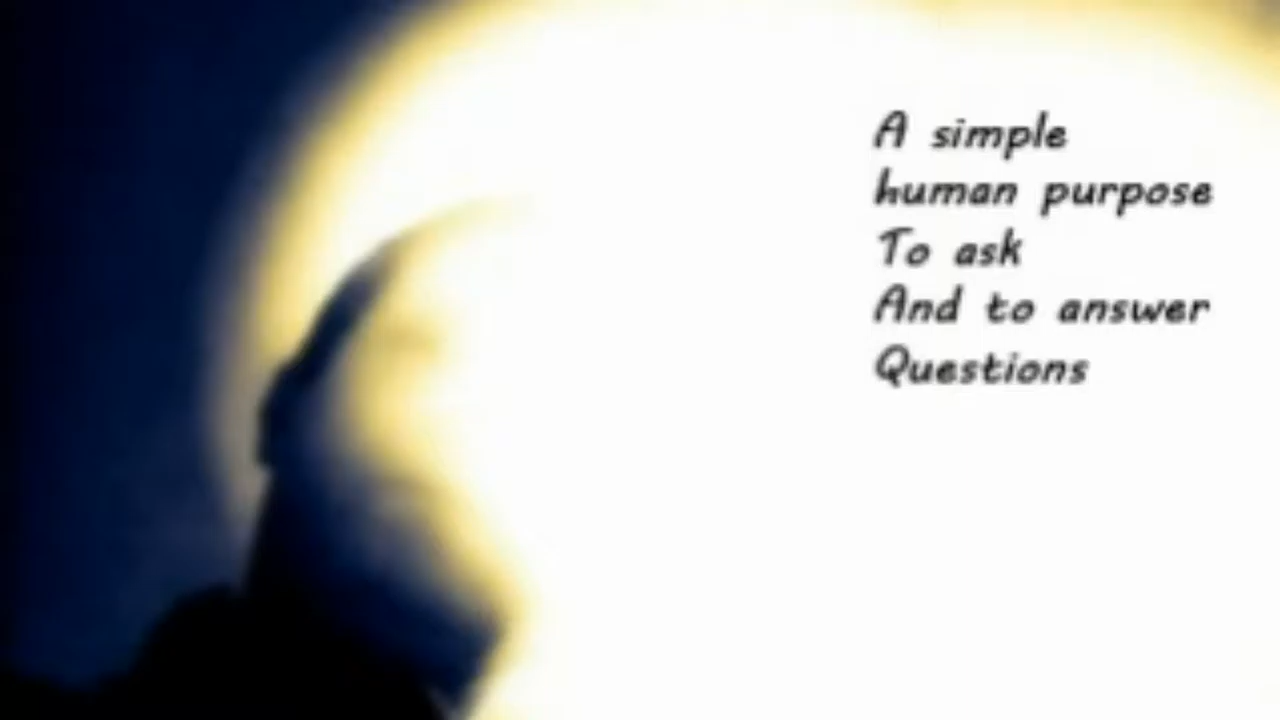 A simple
human purpose
To ask
And to answer
Questions